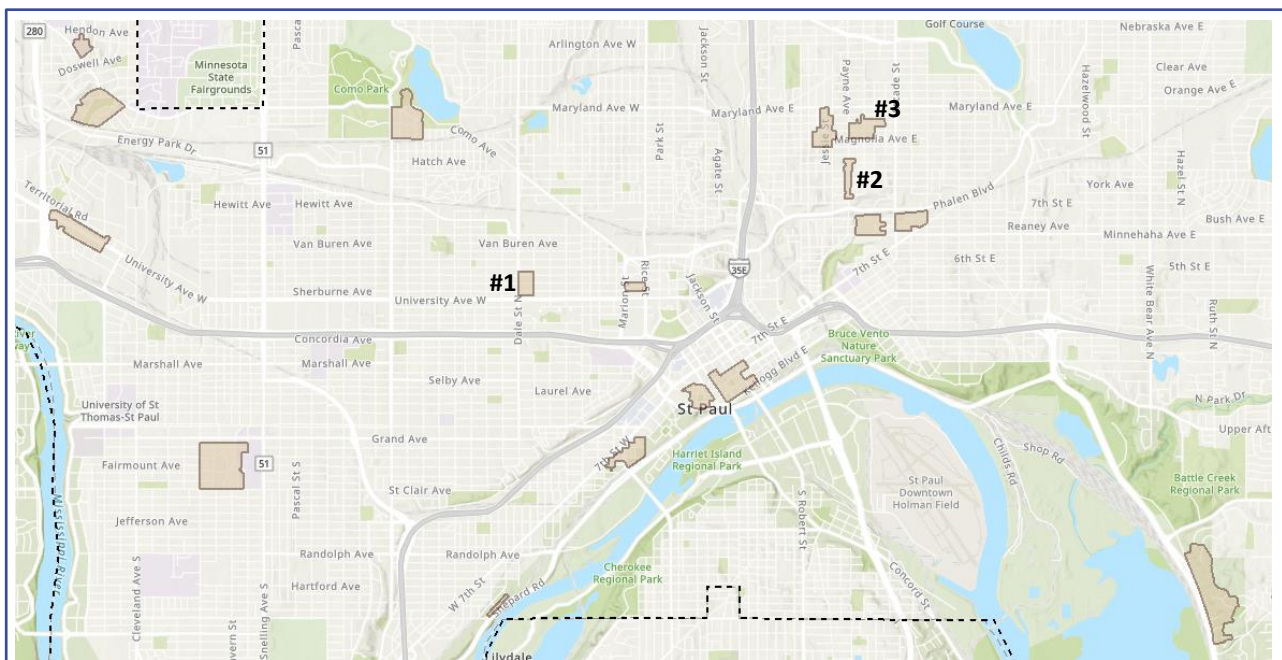 280
Hendon Ave
Doswell Ave
Minnesota
State
Fairgrounds
Pasca
Como Park
Arlington Ave W
Jackson St
Golf Course
Nebraska Ave E
Payne Ave
Clear Ave
Hazelwood St
Orange Ave E
Maryland Ave W
Maryland Ave E
#3
Maryland Ave E
Magnolia Ave E
Energy Park Dr
51
Como Ave
Hatch Ave
Park St
Agate St
#2
Hazel St N
York Ave
Phalen Blvd
Territorial Rd
Hewitt Ave
Hewitt Ave
7th St E
Bush Ave E
Reaney Ave
Minnehaha Ave E
Van Buren Ave
Van Buren Ave
University Ave W
#1
Sherburne Ave
University Ave W
Dale St N
Marion St
Rice St
35E
Jackson St
7th St E
6th St E
5th St E
White Bear Ave N
Ruth St N
Concordia Ave
7th St E
Bruce Vento
Nature
Sanctuary Park
Marshall Ave
Marshall Ave
Selby Ave
Laurel Ave
Kellogg Blvd E
St Paul
N Park Dr
University of St
Thomas-St Paul
Grand Ave
7th St W
Harriet Island
Regional Park
Upper Aft
Fairmount Ave
51
Pascal St S
St Clair Ave
St Paul
Downtown
Holman Field
Childs Rd
Shop Rd
Battle Creek
Regional Park
Mississippi River
Jefferson Ave
S Robert St
Randolph Ave
Randolph Ave
Hartford Ave
Cherokee
Regional Park
Concord St
Cleveland Ave S
Snelling Ave S
W 7th St
Shepard Rd